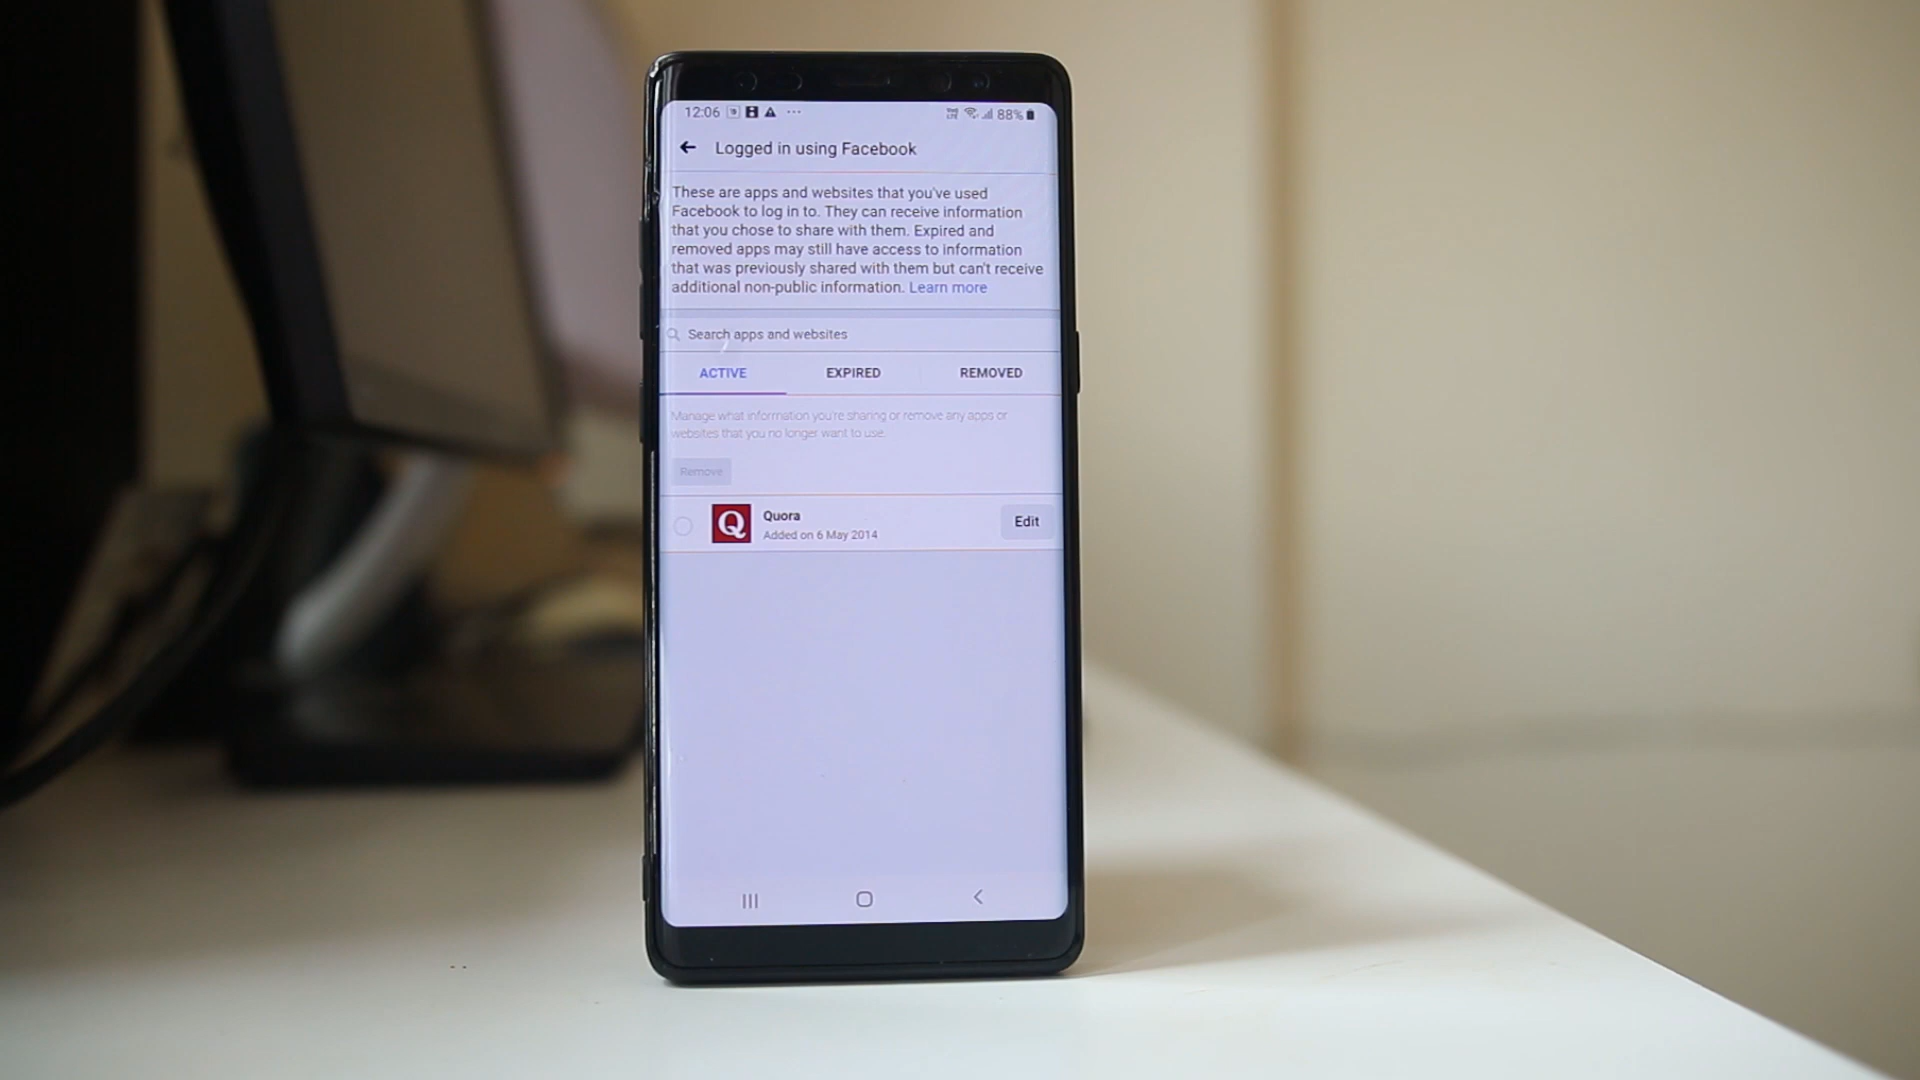 12:06 88%
Logged in using Facebook
These are apps and websites that you've used
Facebook to log in to. They can receive information
that you chose to share with them. Expired and
removed apps may still have access to information
that was previously shared with them but can't receive
additional non-public information. Learn more
Search apps and websites
ACTIVE EXPIRED REMOVED
Manage what information you're sharing or remove any apps or
websites that you no longer want to use.
Remove
Q
Quora
Added on 6 May 2014
Edit